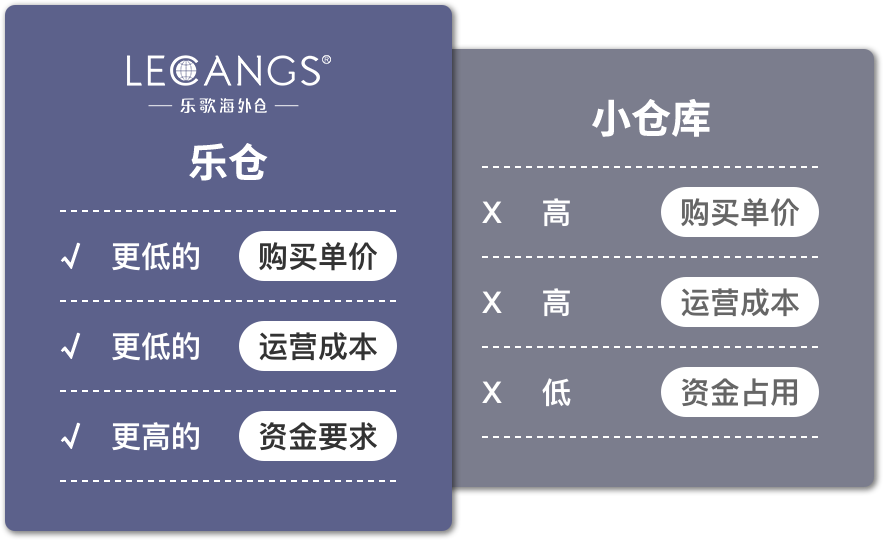 LECANGS®
乐歌海外仓
乐仓
√ 更低的 购买单价
√ 更低的 运营成本
√ 更高的 资金要求
小仓库
X 高 购买单价
X 高 运营成本
X 低 资金占用